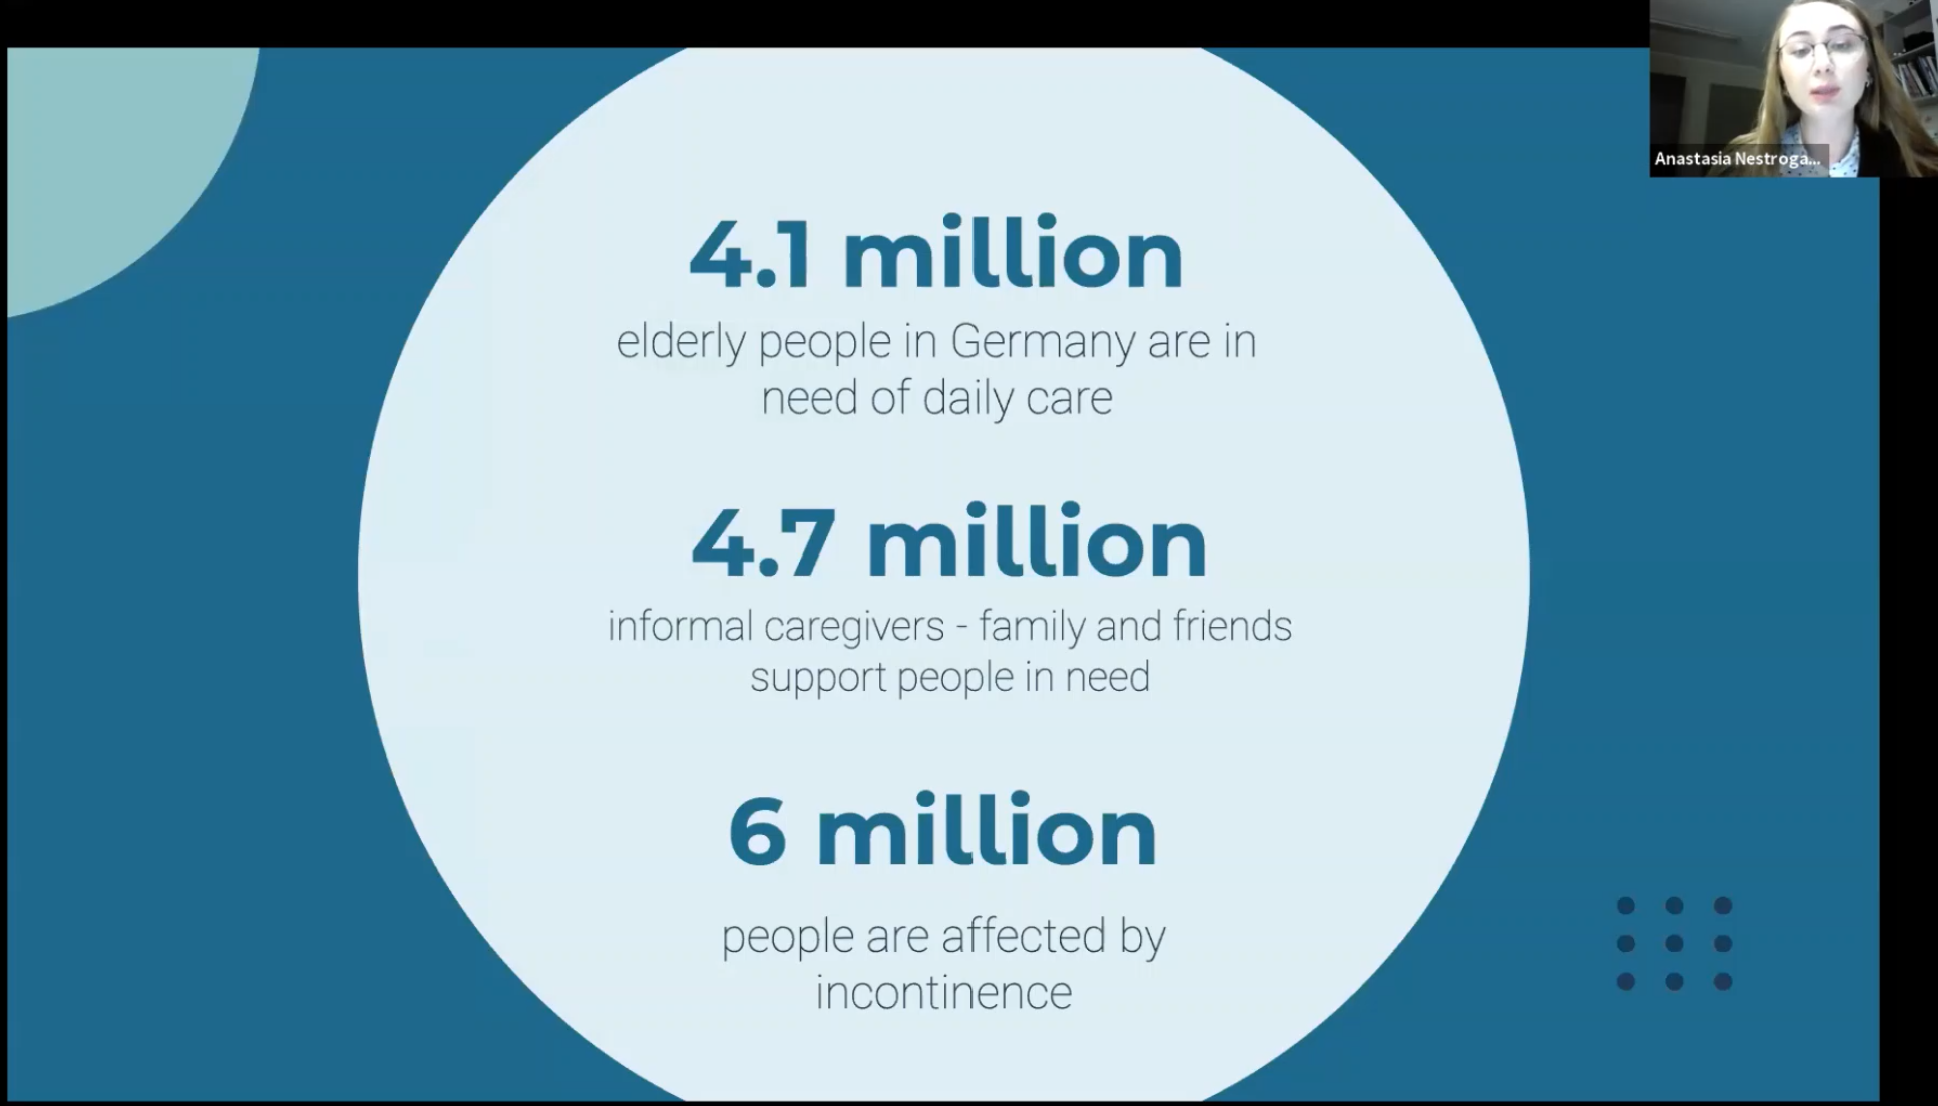 4.1 million
elderly people in Germany are in
need of daily care
4.7 million
informal caregivers - family and friends
support people in need
6 million
people are affected by
incontinence
Anastasia Nestroga...